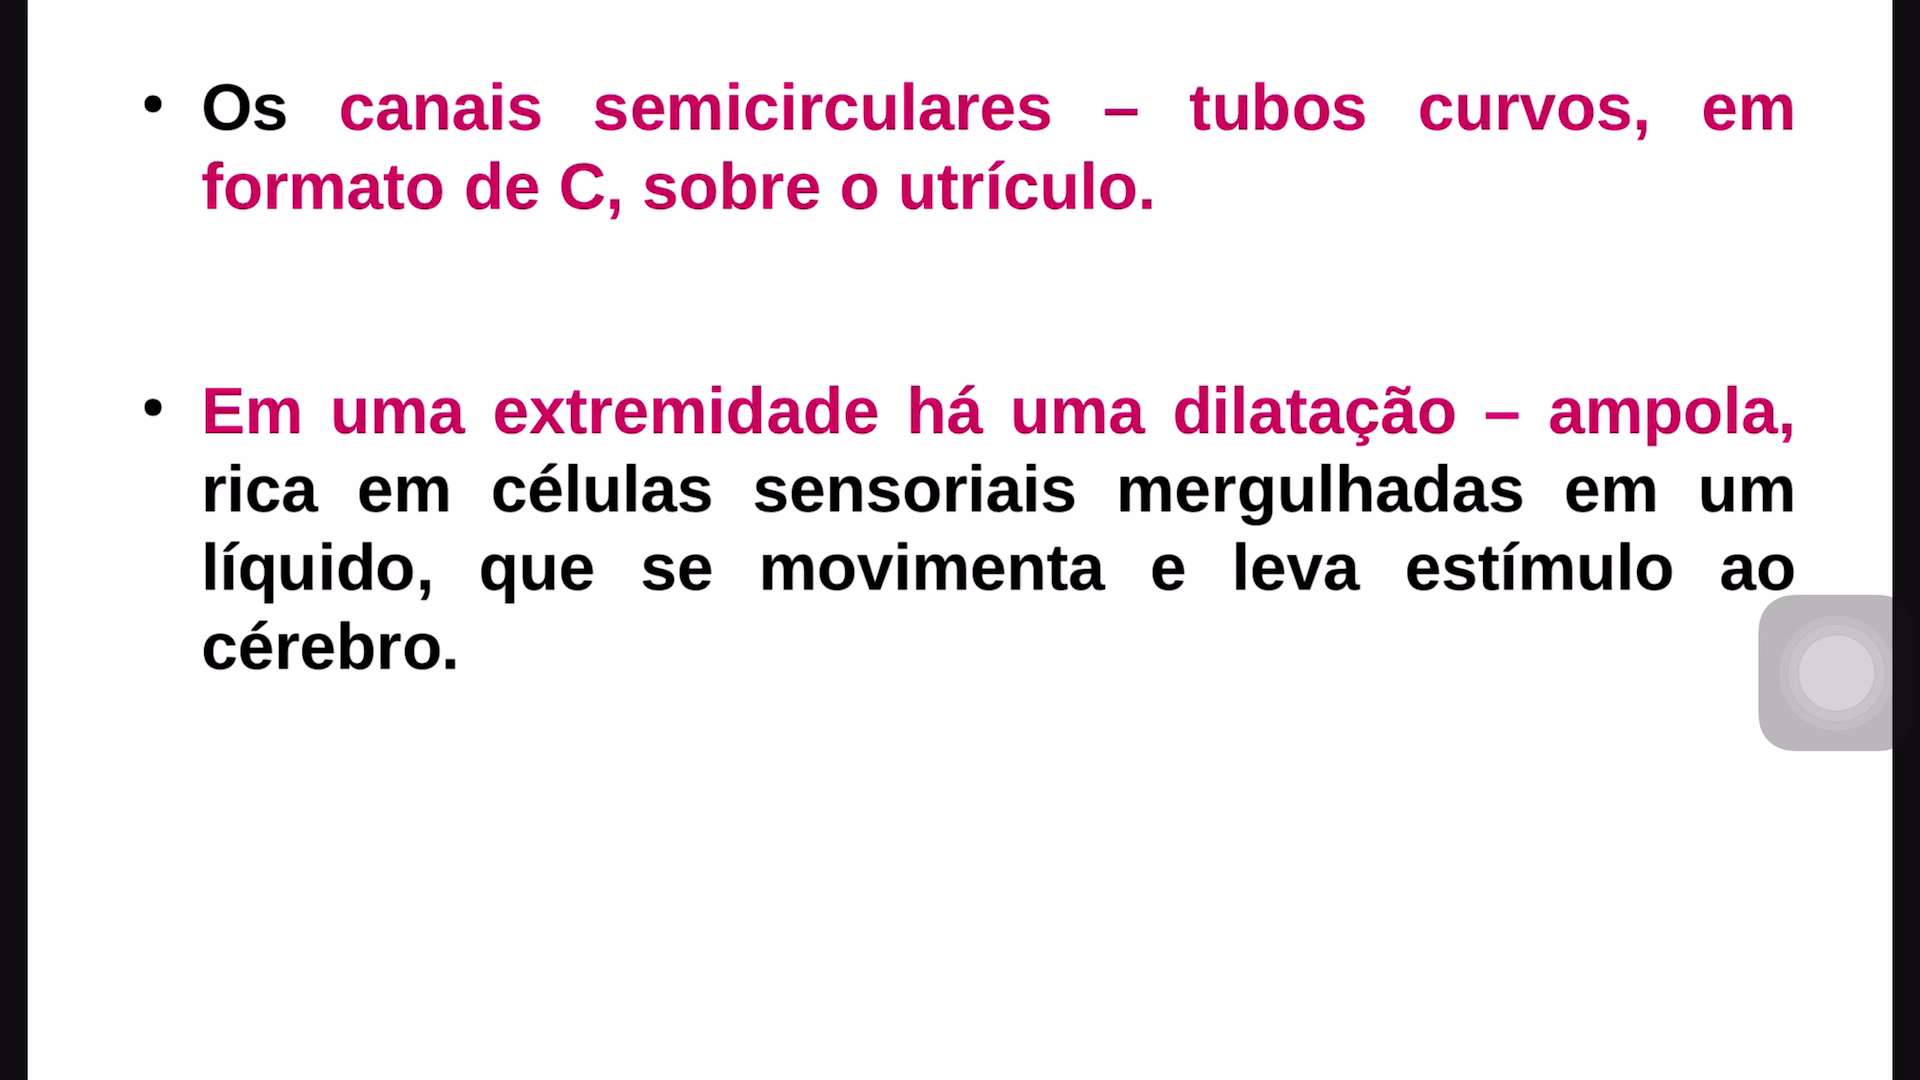 • Os canais semicirculares – tubos curvos, em
formato de C, sobre o utrículo.
• Em uma extremidade há uma dilatação – ampola,
rica em células sensoriais mergulhadas em um
líquido, que se movimenta e leva estímulo ao
cérebro.